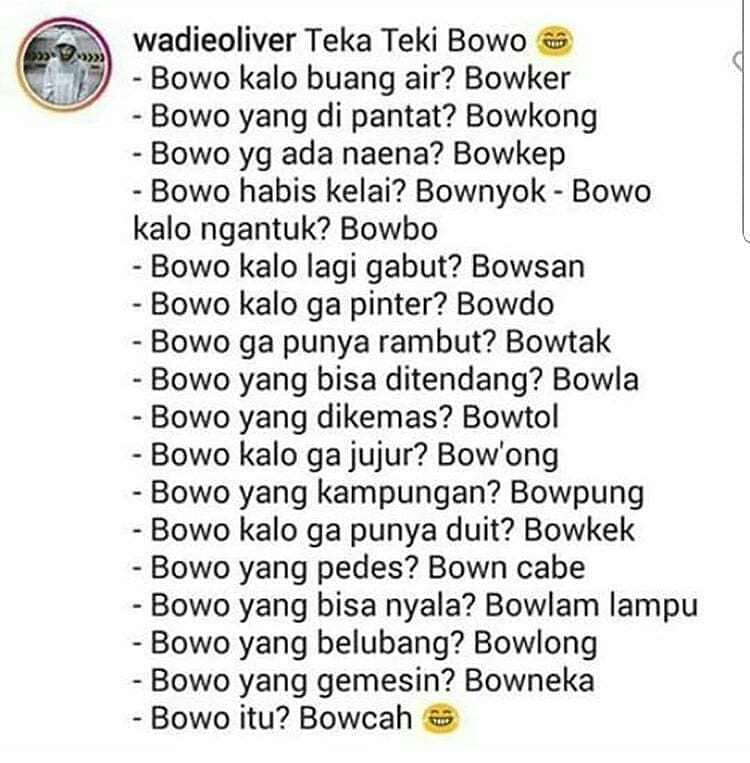 wadieoliver Teka Teki Bowo 😂
- Bowo kalo buang air? Bowker
- Bowo yang di pantat? Bowkong
- Bowo yg ada naena? Bowkep
- Bowo habis kelai? Bownyok - Bowo
kalo ngantuk? Bowbo
- Bowo kalo lagi gabut? Bowsan
- Bowo kalo ga pinter? Bowdo
- Bowo ga punya rambut? Bowtak
- Bowo yang bisa ditendang? Bowla
- Bowo yang dikemas? Bowtol
- Bowo kalo ga jujur? Bow'ong
- Bowo yang kampungan? Bowpung
- Bowo kalo ga punya duit? Bowkek
- Bowo yang pedes? Bown cabe
- Bowo yang bisa nyala? Bowlam lampu
- Bowo yang belubang? Bowlong
- Bowo yang gemesin? Bowneka
- Bowo itu? Bowcah 😂